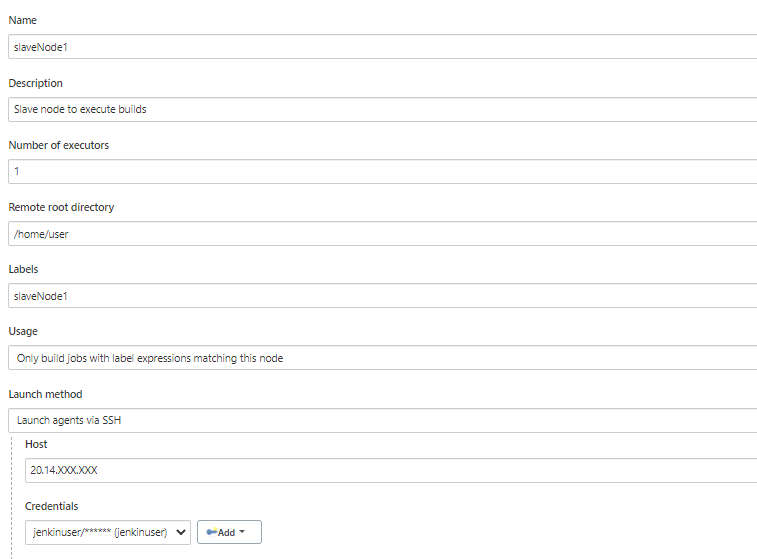 Name
slaveNode1
Description
Slave node to execute builds
Number of executors
1
Remote root directory
/home/user
Labels
slaveNode1
Usage
Only build jobs with label expressions matching this node
Launch method
Launch agents via SSH
Host
20.14.XXX.XXX
Credentials
jenkinuser/****** (jenkinuser)
Add